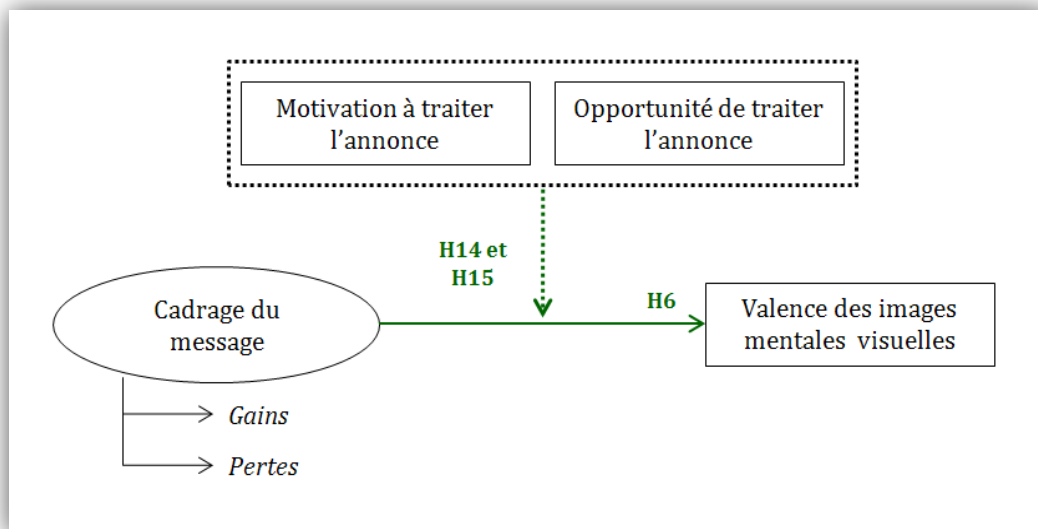 Motivation à traiter
l’annonce
Opportunité de traiter
l’annonce
H14 et
H15
H6
Cadrage du
message
Valence des images
mentales visuelles
Gains
Pertes